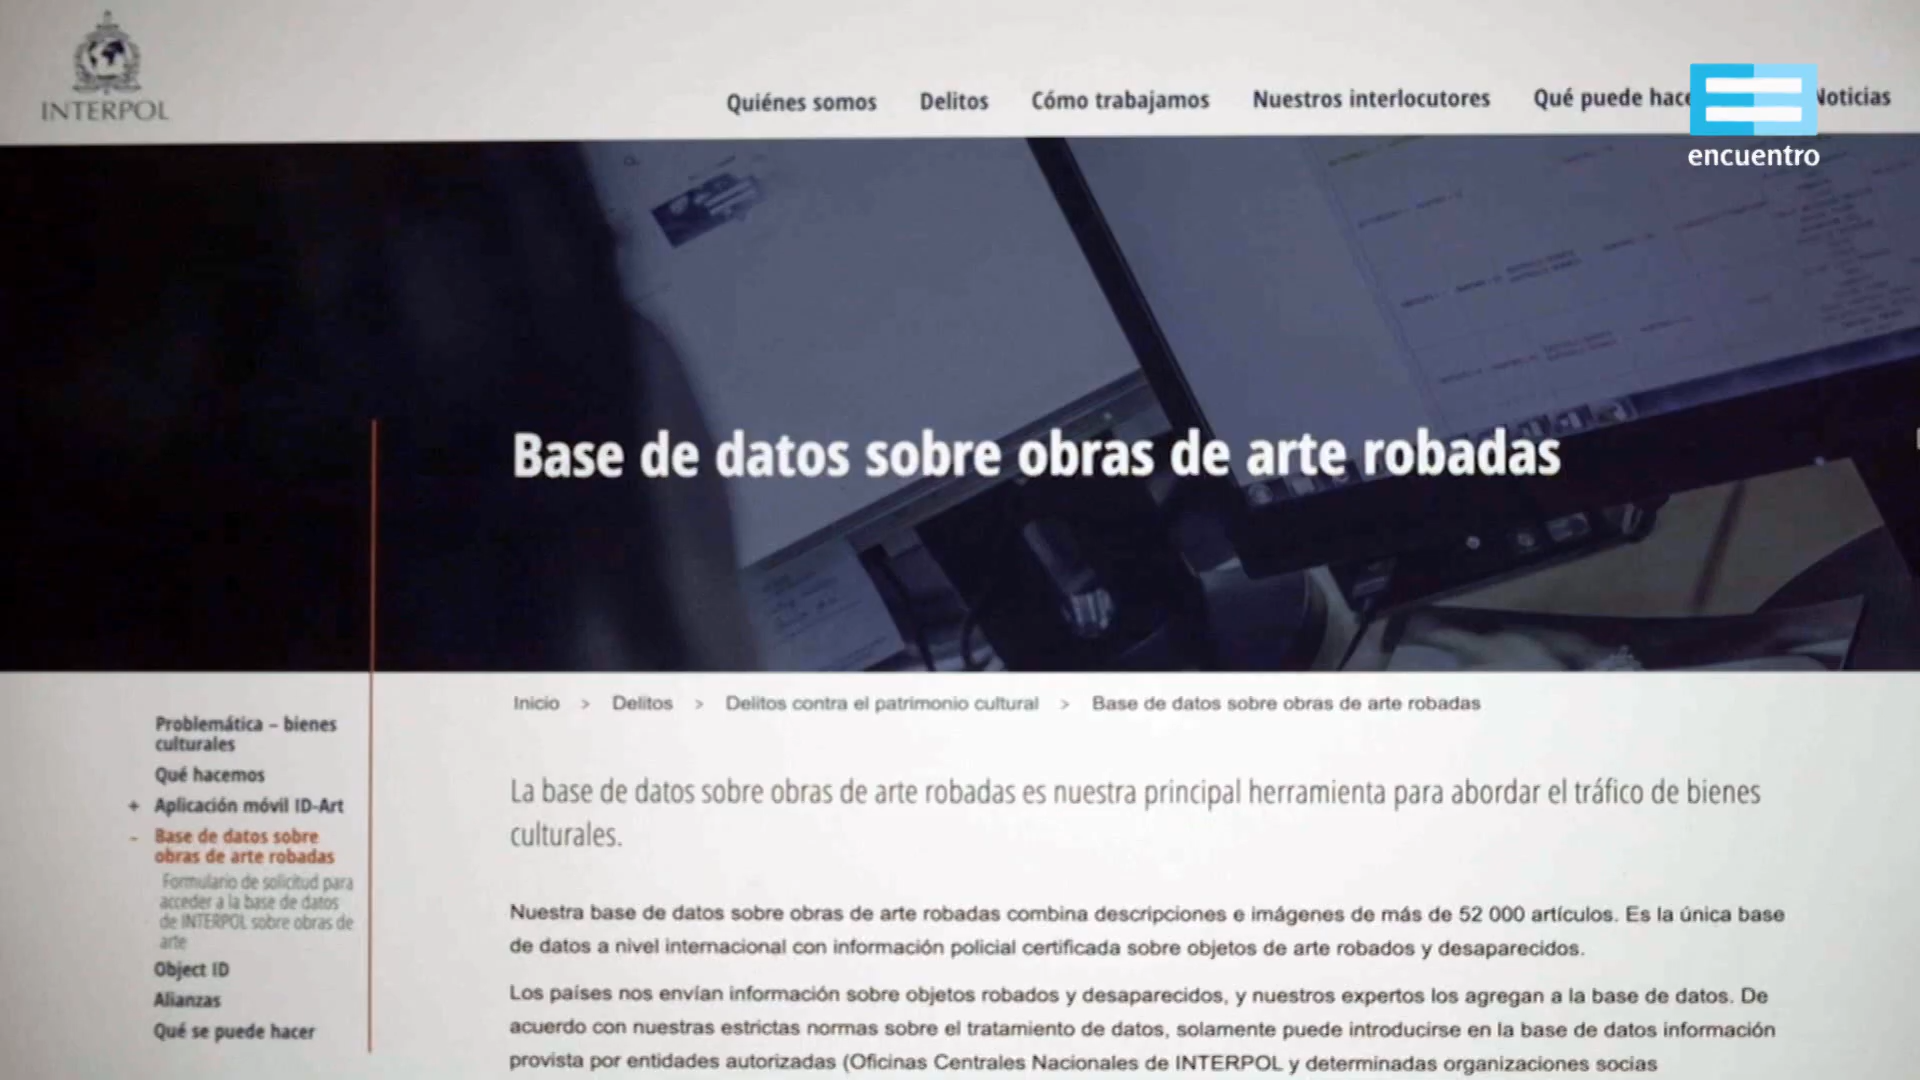 INTERPOL
Quiénes somos Delitos Cómo trabajamos Nuestros interlocutores Qué puede hace Noticias
encuentro
Base de datos sobre obras de arte robadas
Inicio > Delitos > Delitos contra el patrimonio cultural > Base de datos sobre obras de arte robadas
Problemática – bienes
culturales
Qué hacemos
+ Aplicación móvil ID-Art
- Base de datos sobre
obras de arte robadas
Formulario de solicitud para
acceder a la base de datos
de INTERPOL sobre obras de
arte
Object ID
Alianzas
Qué se puede hacer
La base de datos sobre obras de arte robadas es nuestra principal herramienta para abordar el tráfico de bienes
culturales.
Nuestra base de datos sobre obras de arte robadas combina descripciones e imágenes de más de 52 000 artículos. Es la única base
de datos a nivel internacional con información policial certificada sobre objetos de arte robados y desaparecidos.
Los países nos envían información sobre objetos robados y desaparecidos, y nuestros expertos los agregan a la base de datos. De
acuerdo con nuestras estrictas normas sobre el tratamiento de datos, solamente puede introducirse en la base de datos información
provista por entidades autorizadas (Oficinas Centrales Nacionales de INTERPOL y determinadas organizaciones socias